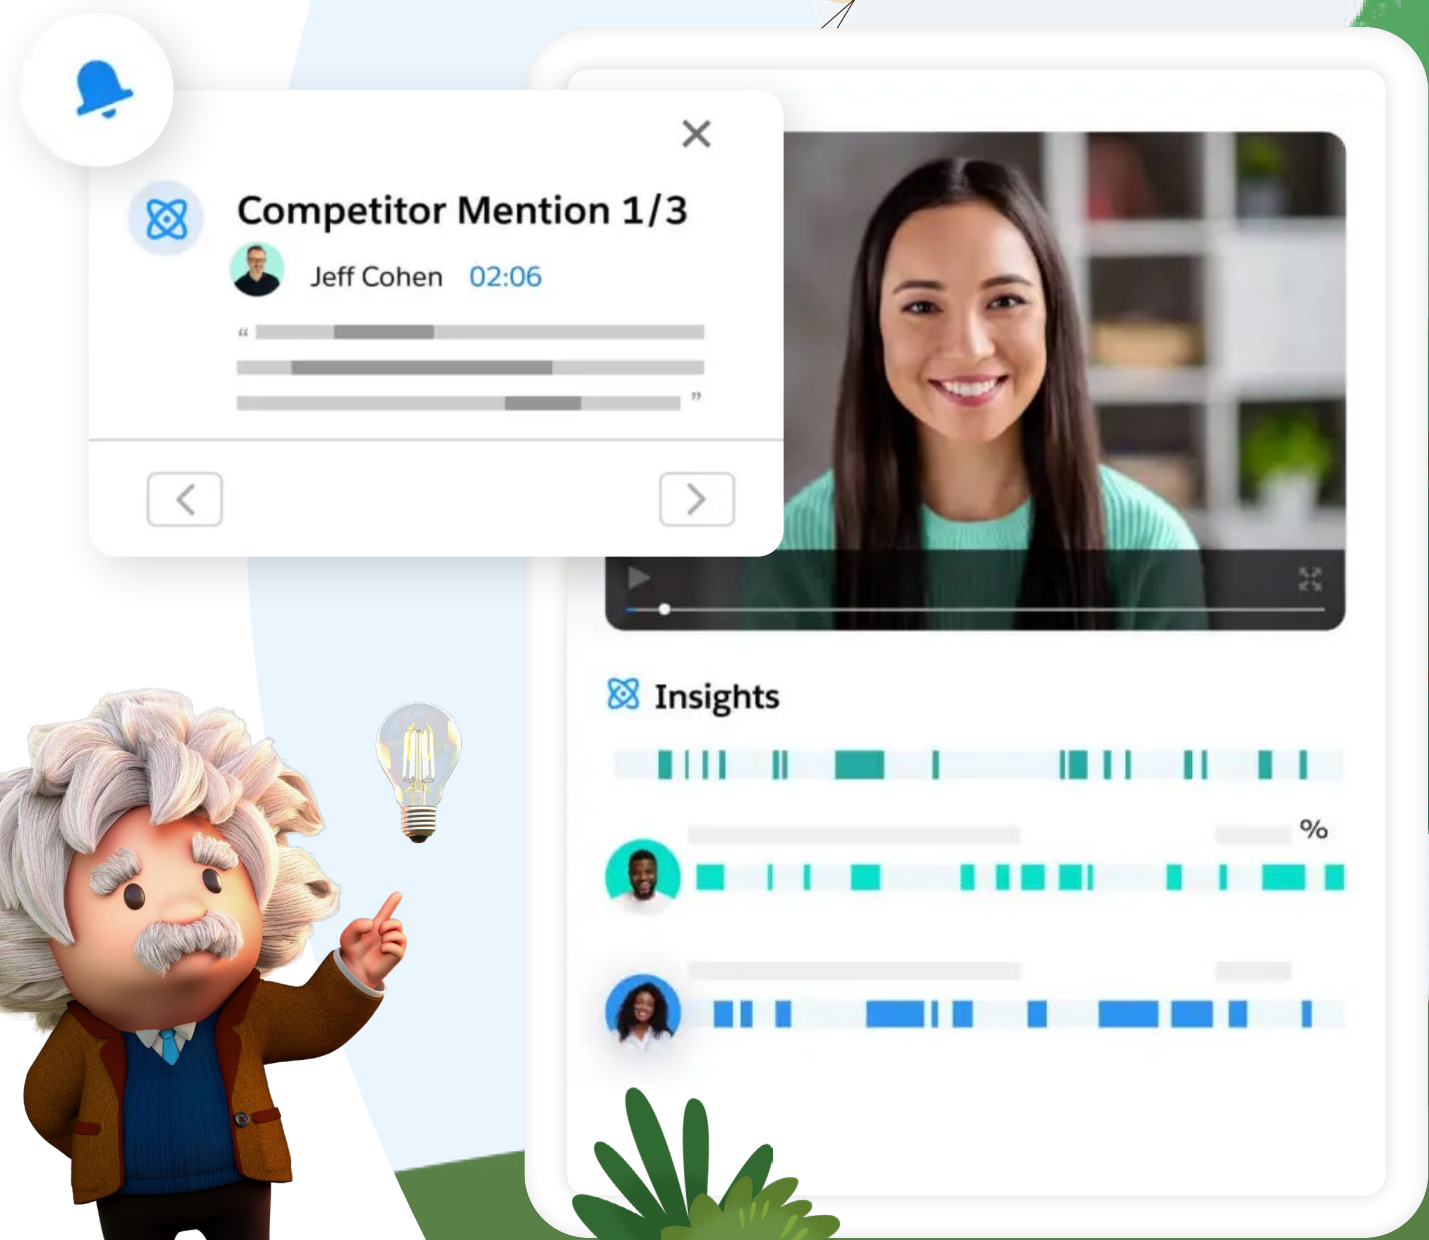 Competitor Mention 1/3
Jeff Cohen 02:06
“
”
Insights
%